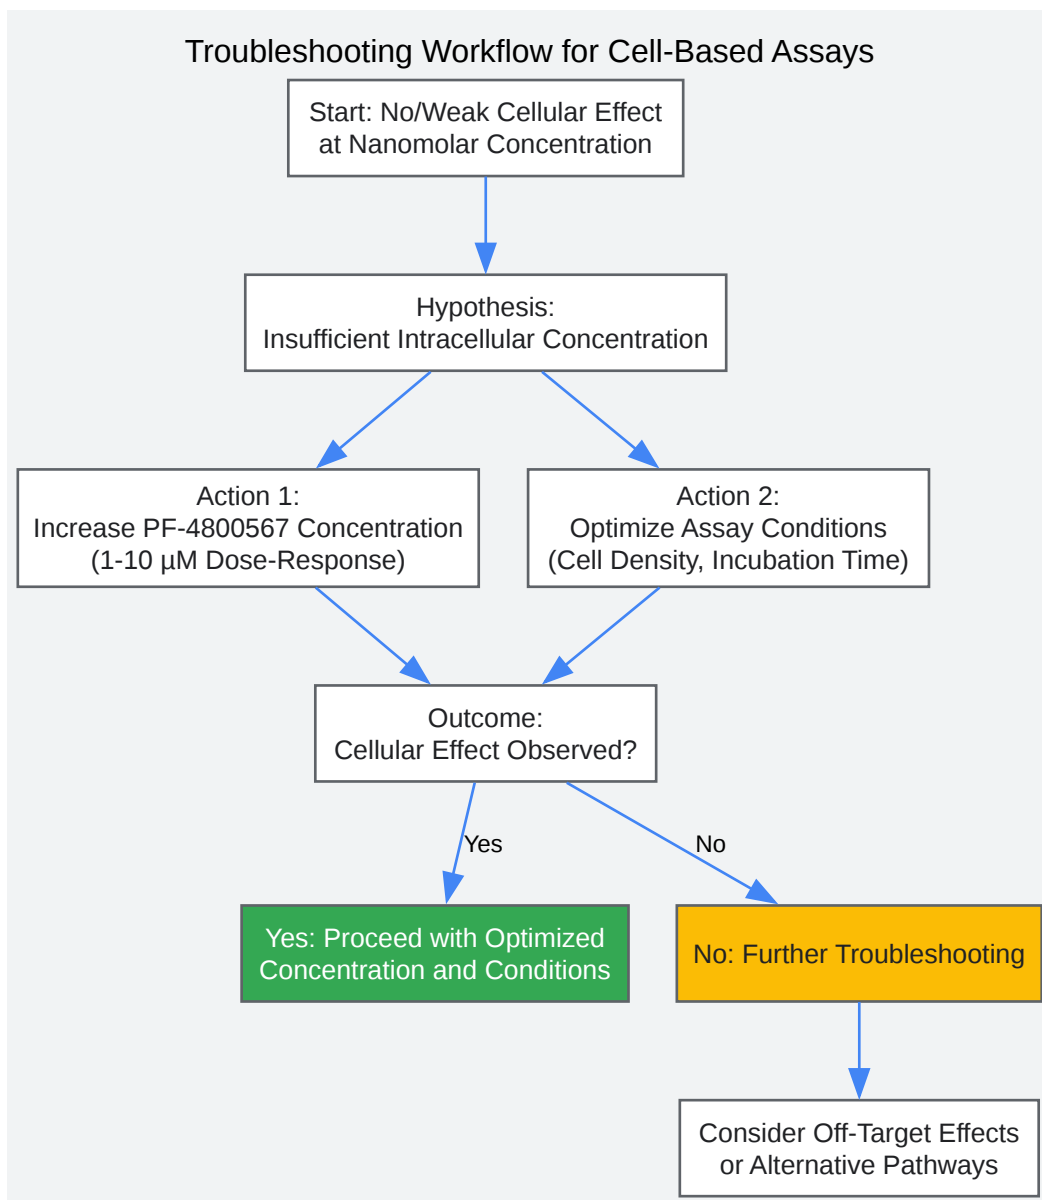 Troubleshooting Workflow for Cell-Based Assays
Start: No/Weak Cellular Effect
at Nanomolar Concentration
Hypothesis:
Insufficient Intracellular Concentration
Action 1:
Increase PF-4800567 Concentration
(1-10 µM Dose-Response)
Action 2:
Optimize Assay Conditions
(Cell Density, Incubation Time)
Outcome:
Cellular Effect Observed?
Yes
No
Yes: Proceed with Optimized
Concentration and Conditions
No: Further Troubleshooting
Consider Off-Target Effects
or Alternative Pathways